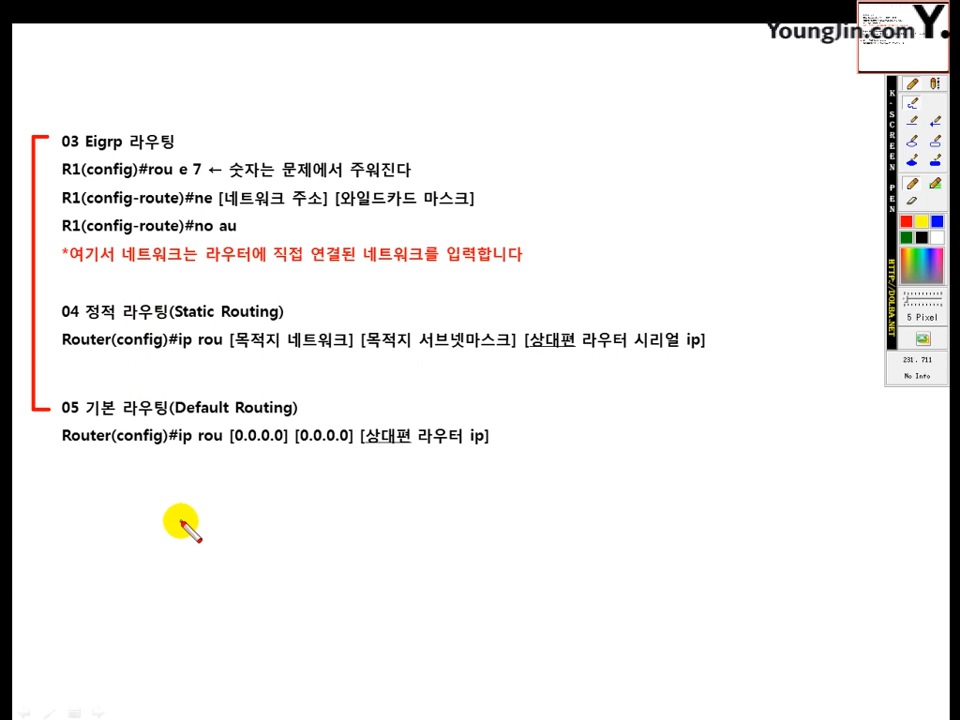 YoungJin.com Y.
03 Eigrp 라우팅
R1(config)#rou e 7 ← 숫자는 문제에서 주워진다
R1(config-route)#ne [네트워크 주소] [와일드카드 마스크]
R1(config-route)#no au
*여기서 네트워크는 라우터에 직접 연결된 네트워크를 입력합니다
04 정적 라우팅(Static Routing)
Router(config)#ip rou [목적지 네트워크] [목적지 서브넷마스크] [상대편 라우터 시리얼 ip]
05 기본 라우팅(Default Routing)
Router(config)#ip rou [0.0.0.0] [0.0.0.0] [상대편 라우터 ip]
K-SCREEN PEN
HTTP://DOLBA.NET
5 Pixel
231, 711
No Info